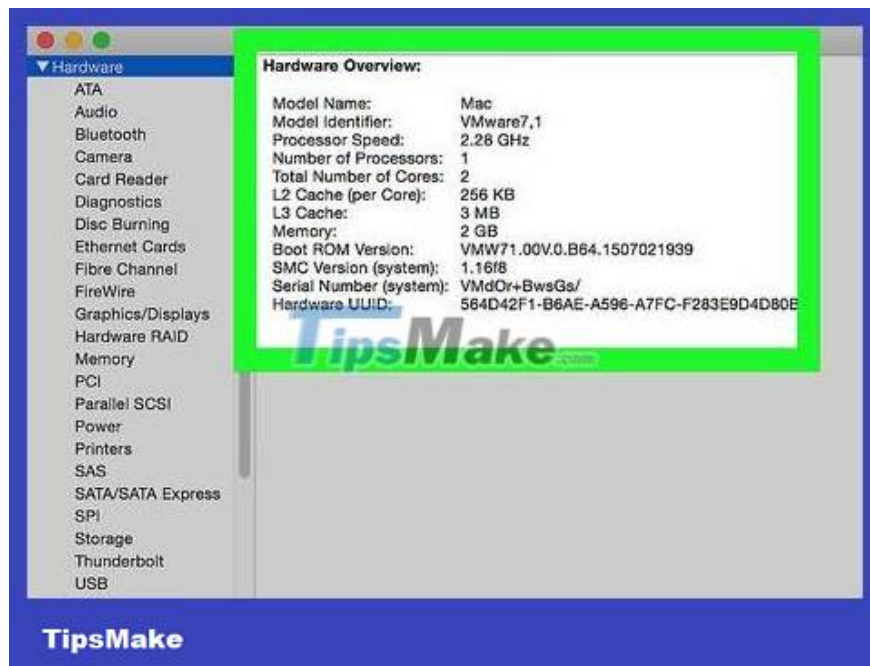 Hardware
ATA
Audio
Bluetooth
Camera
Card Reader
Diagnostics
Disc Burning
Ethernet Cards
Fibre Channel
FireWire
Graphics/Displays
Hardware RAID
Memory
PCI
Parallel SCSI
Power
Printers
SAS
SATA/SATA Express
SPI
Storage
Thunderbolt
USB
Hardware Overview:
Model Name: Mac
Model Identifier: VMware7,1
Processor Speed: 2.28 GHz
Number of Processors: 1
Total Number of Cores: 2
L2 Cache (per Core): 256 KB
L3 Cache: 3 MB
Memory: 2 GB
Boot ROM Version: VMW71.00V.0.B64.1507021939
SMC Version (system): 1.16f8
Serial Number (system): VMdOr+BwsGs/
Hardware UUID: 564D42F1-B6AE-A596-A7FC-F283E9D4D80B
TipsMake.com
TipsMake